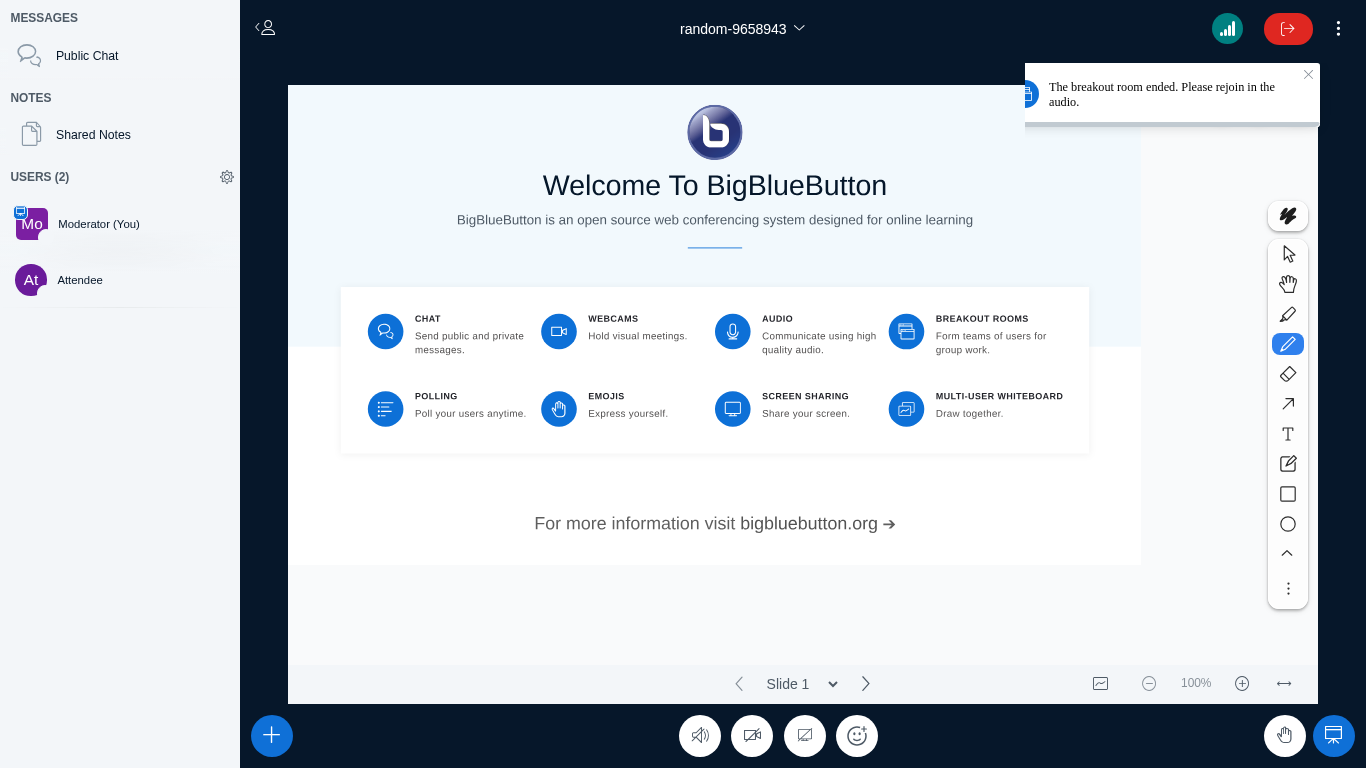 MESSAGES
Public Chat
NOTES
Shared Notes
USERS (2)
Mo
Moderator (You)
At
Attendee
random-9658943
The breakout room ended. Please rejoin in the
audio.
Welcome To BigBlueButton
BigBlueButton is an open source web conferencing system designed for online learning
CHAT
Send public and private
messages.
WEBCAMS
Hold visual meetings.
AUDIO
Communicate using high
quality audio.
BREAKOUT ROOMS
Form teams of users for
group work.
POLLING
Poll your users anytime.
EMOJIS
Express yourself.
SCREEN SHARING
Share your screen.
MULTI-USER WHITEBOARD
Draw together.
For more information visit bigbluebutton.org ➔
Slide 1
100%